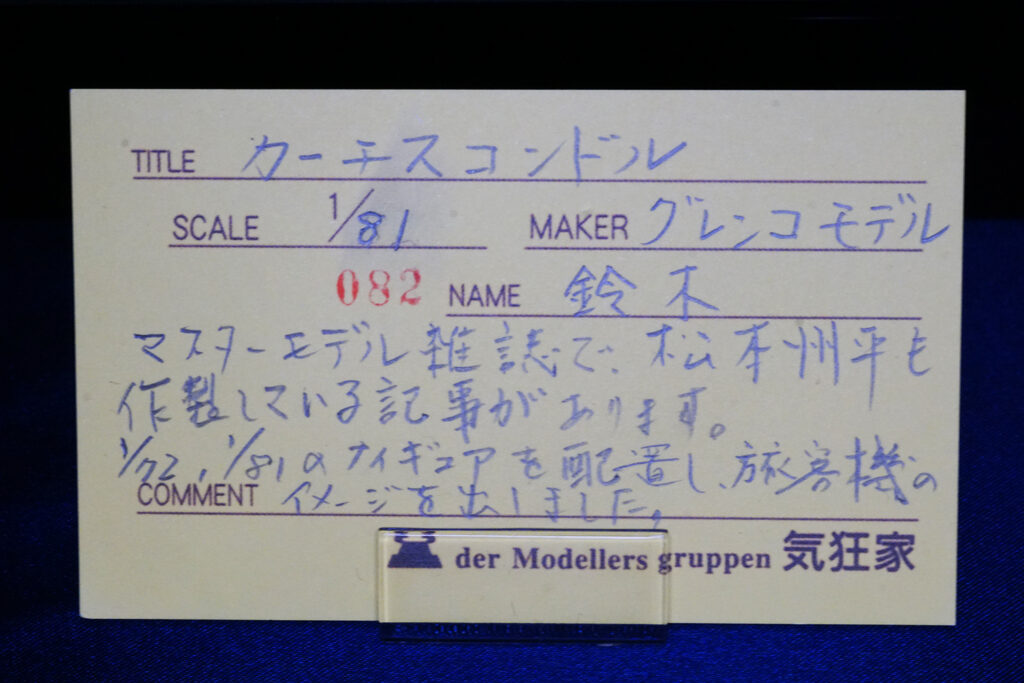 TITLE カーチスコンドル
SCALE 1/81 MAKER グレンコモデル
082 NAME 鈴木
マスターモデル雑誌で、松本州平も
作製している記事があります。
1/72, 1/81のナイギュアを配置し、旅客機の
COMMENT イメージを出しました。
der Modellers gruppen 気狂家